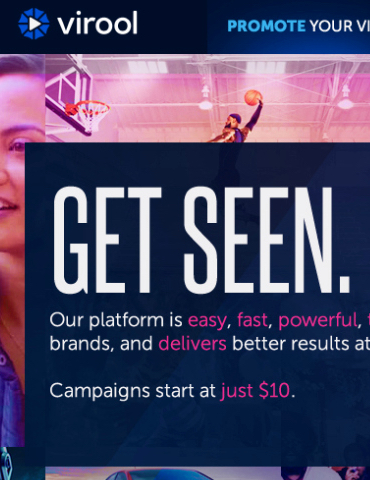 virool
PROMOTE YOUR
GET SEEN.
Our platform is easy, fast, powerful,
brands, and delivers better results at
Campaigns start at just $10.